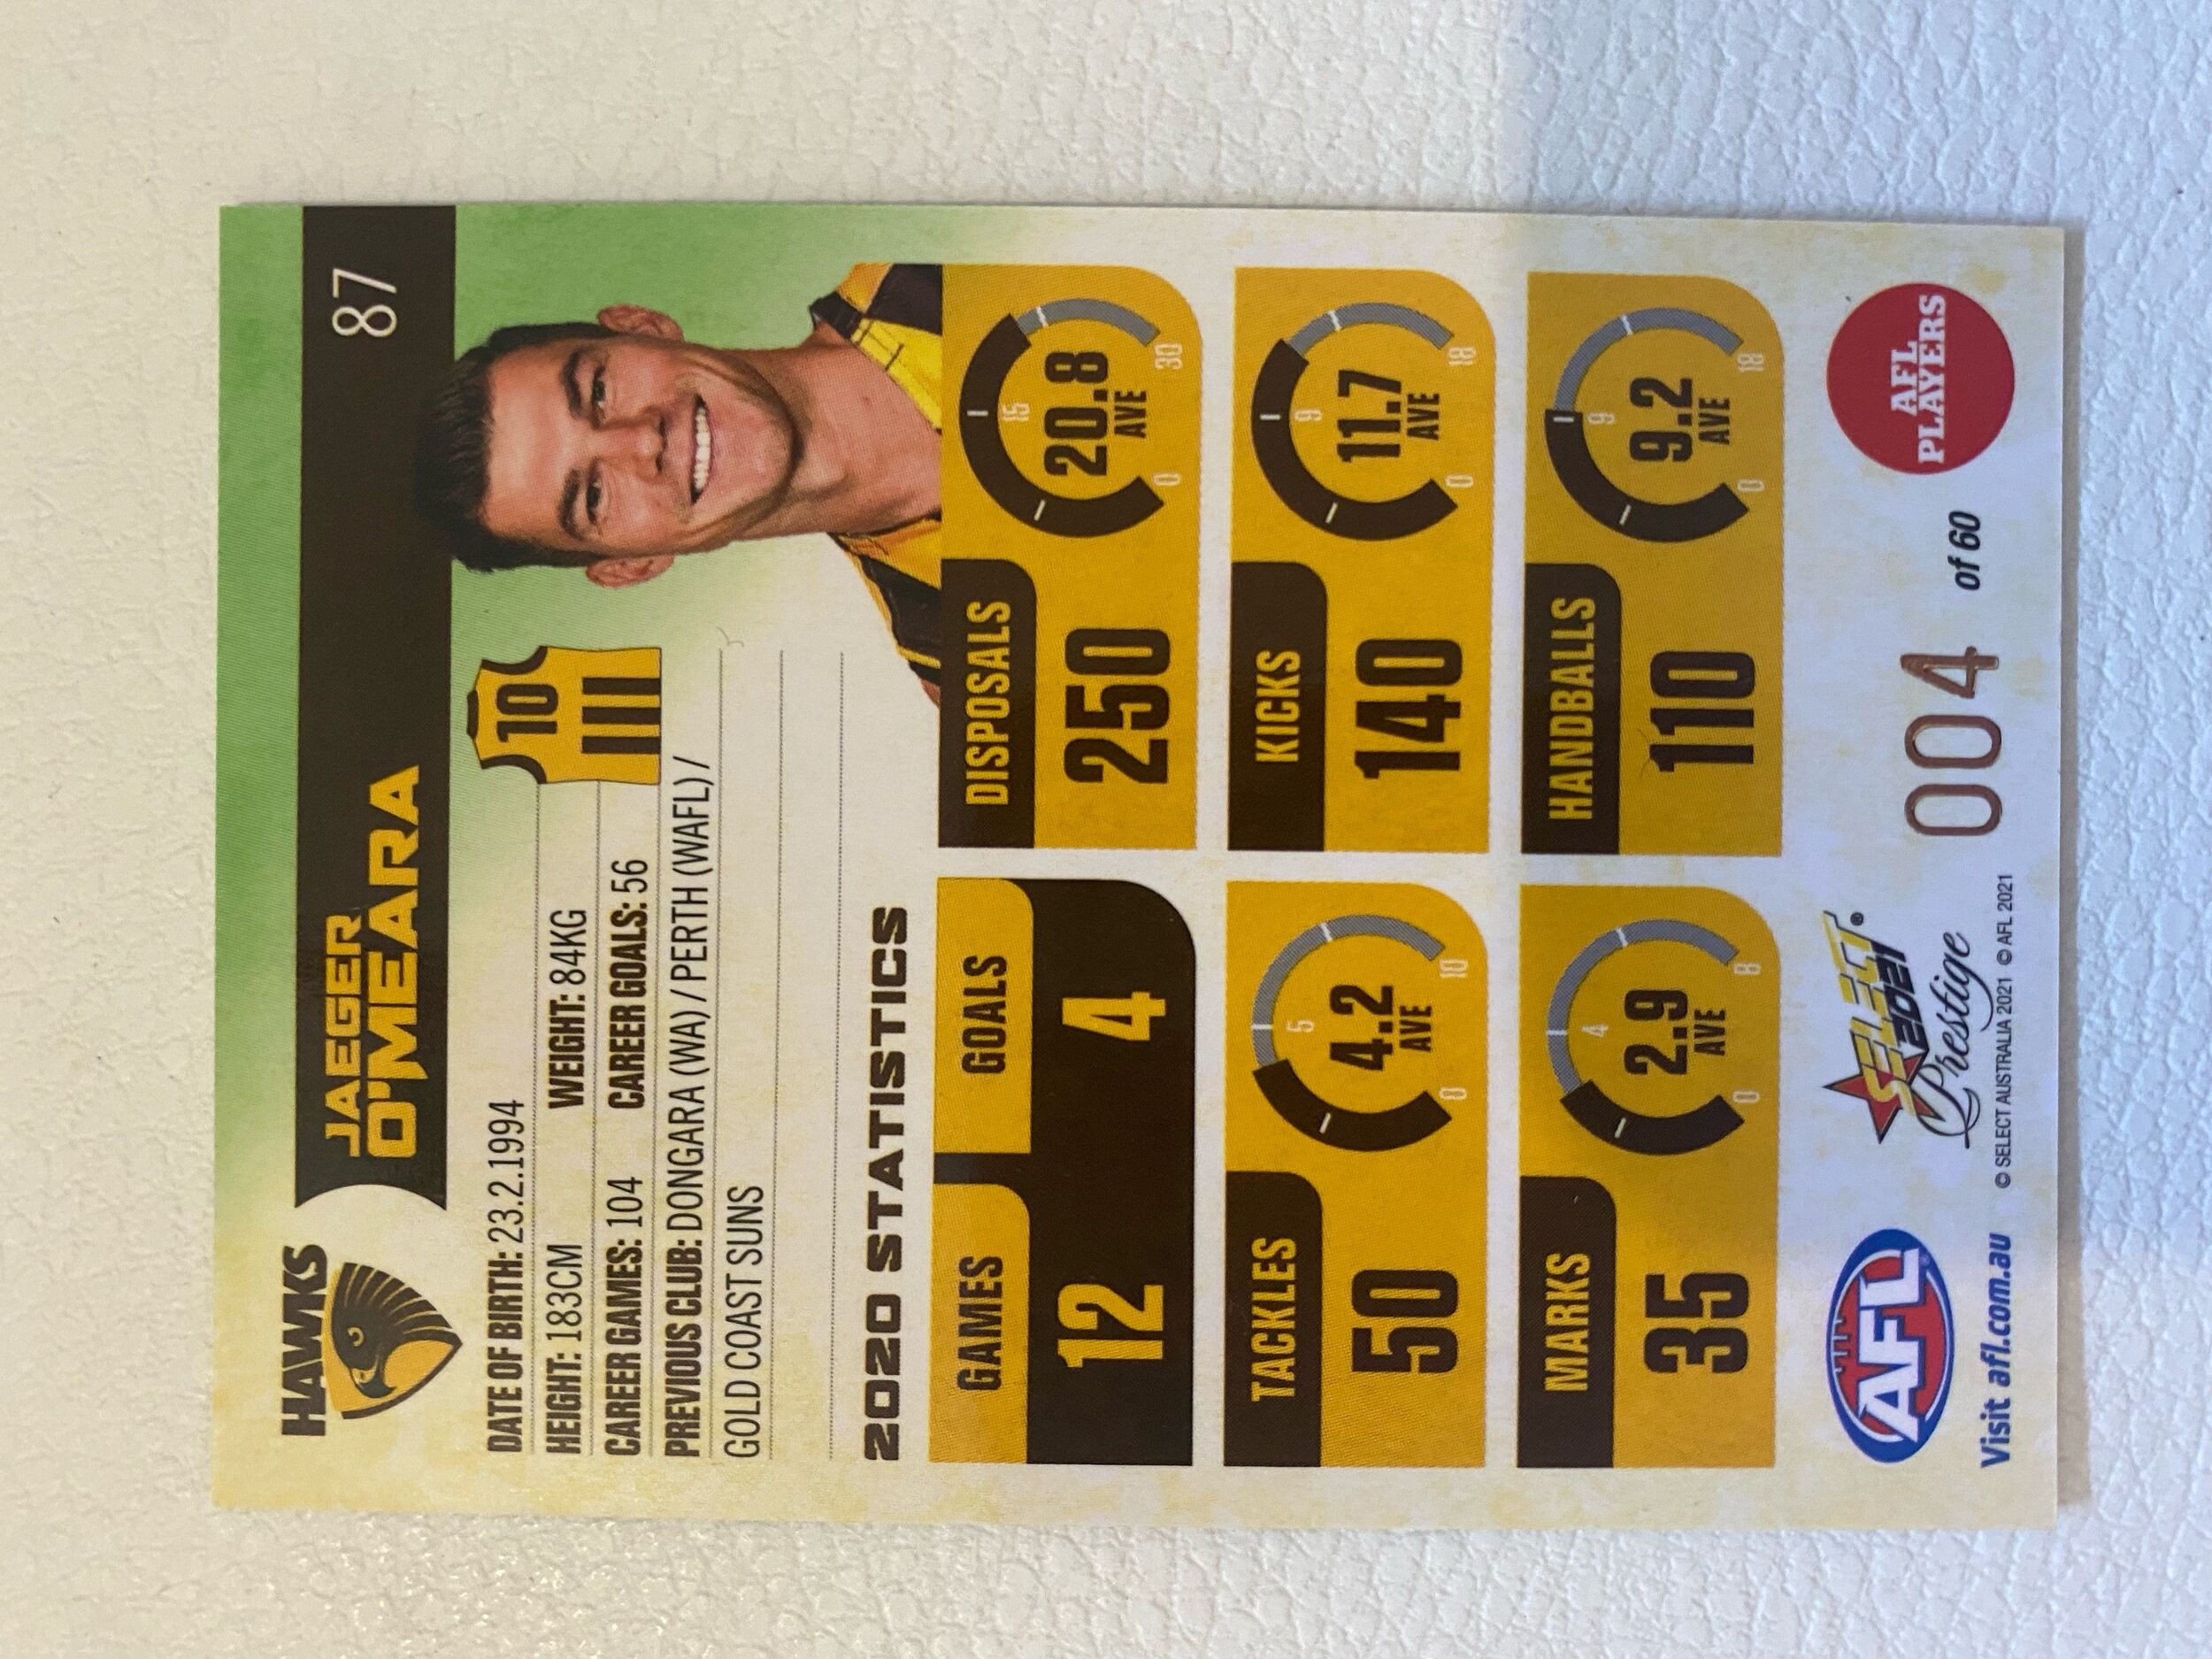 HAWKS
JAEGER
O'MEARA
87
DATE OF BIRTH: 23.2.1994
HEIGHT: 183CM WEIGHT: 84KG
CAREER GAMES: 104 CAREER GOALS: 56
PREVIOUS CLUB: DONGARA (WA) / PERTH (WAFL) /
GOLD COAST SUNS
10
2020 STATISTICS
GAMES
12
GOALS
4
DISPOSALS
250
20.8
AVE
0 15 30
TACKLES
50
4.2
AVE
0 5 10
KICKS
140
11.7
AVE
0 9 18
MARKS
35
2.9
AVE
0 4 8
HANDBALLS
110
9.2
AVE
0 9 18
AFL
Visit afl.com.au
SELECT
2021
Prestige
®
© SELECT AUSTRALIA 2021 © AFL 2021
004 of 60
AFL
PLAYERS